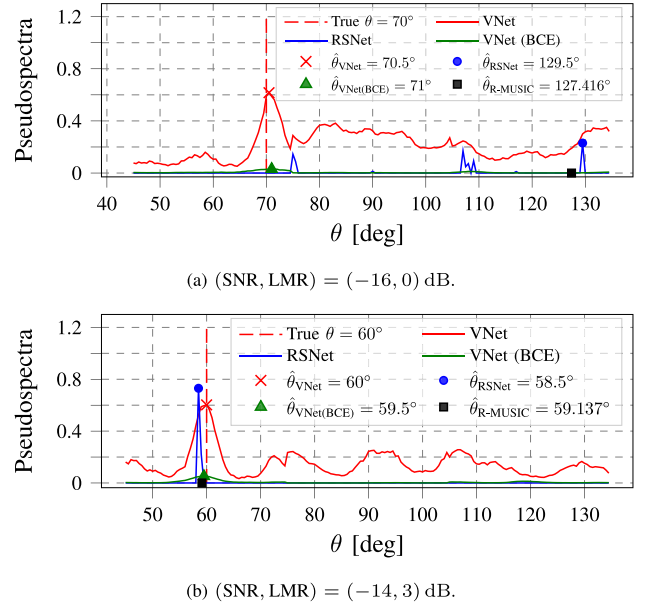 True θ = 70° VNet
RSNet VNet (BCE)
θ̂_VNet = 70.5° θ̂_RSNet = 129.5°
θ̂_VNet(BCE) = 71° θ̂_R-MUSIC = 127.416°
Pseudospectra
1.2
0.8
0.4
0
40 50 60 70 80 90 100 110 120 130
θ [deg]
(a) (SNR, LMR) = (−16, 0) dB.
True θ = 60° VNet
RSNet VNet (BCE)
θ̂_VNet = 60° θ̂_RSNet = 58.5°
θ̂_VNet(BCE) = 59.5° θ̂_R-MUSIC = 59.137°
Pseudospectra
1.2
0.8
0.4
0
50 60 70 80 90 100 110 120 130
θ [deg]
(b) (SNR, LMR) = (−14, 3) dB.